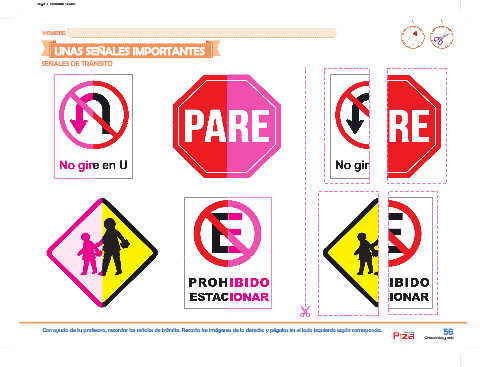 NOMBRE:
UNAS SEÑALES IMPORTANTES
SEÑALES DE TRÁNSITO
No gire en U
PARE
No gir
RE
PROHIBIDO
ESTACIONAR
IBIDO
IONAR
Con ayuda de tu profesora, recordar las señales de tránsito. Recorta las imágenes de la derecha y pégalas en el lado izquierdo según corresponda.
56